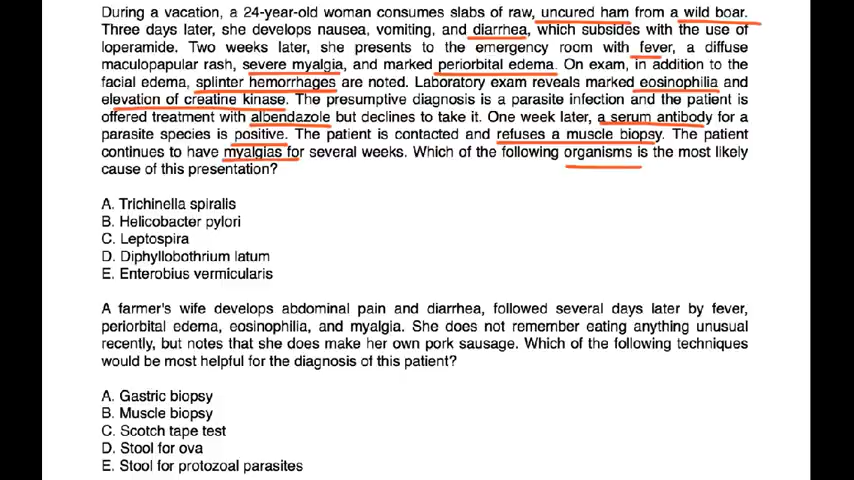 During a vacation, a 24-year-old woman consumes slabs of raw, uncured ham from a wild boar.
Three days later, she develops nausea, vomiting, and diarrhea, which subsides with the use of
loperamide. Two weeks later, she presents to the emergency room with fever, a diffuse
maculopapular rash, severe myalgia, and marked periorbital edema. On exam, in addition to the
facial edema, splinter hemorrhages are noted. Laboratory exam reveals marked eosinophilia and
elevation of creatine kinase. The presumptive diagnosis is a parasite infection and the patient is
offered treatment with albendazole but declines to take it. One week later, a serum antibody for a
parasite species is positive. The patient is contacted and refuses a muscle biopsy. The patient
continues to have myalgias for several weeks. Which of the following organisms is the most likely
cause of this presentation?
A. Trichinella spiralis
B. Helicobacter pylori
C. Leptospira
D. Diphyllobothrium latum
E. Enterobius vermicularis
A farmer's wife develops abdominal pain and diarrhea, followed several days later by fever,
periorbital edema, eosinophilia, and myalgia. She does not remember eating anything unusual
recently, but notes that she does make her own pork sausage. Which of the following techniques
would be most helpful for the diagnosis of this patient?
A. Gastric biopsy
B. Muscle biopsy
C. Scotch tape test
D. Stool for ova
E. Stool for protozoal parasites